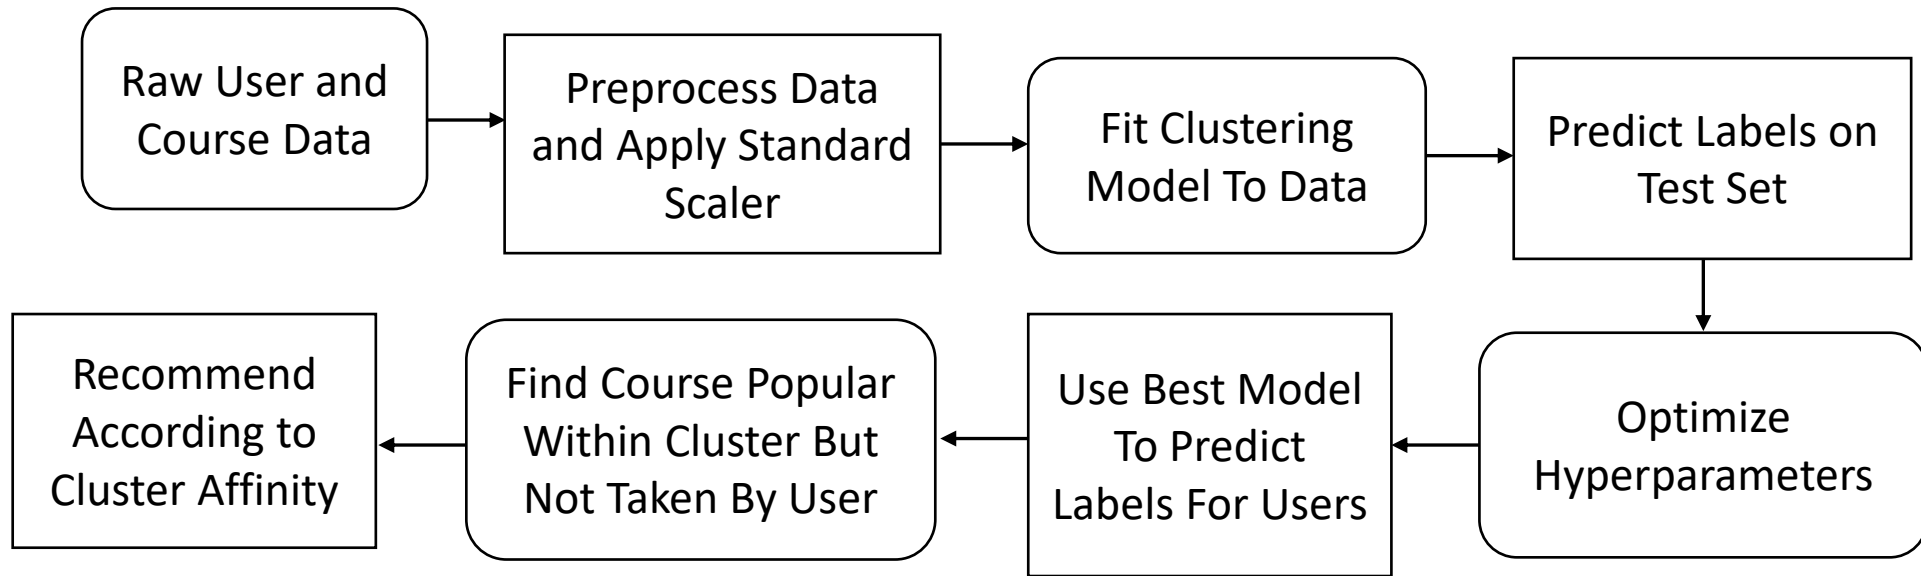 Raw User and
Course Data
Preprocess Data
and Apply Standard
Scaler
Fit Clustering
Model To Data
Predict Labels on
Test Set
Optimize
Hyperparameters
Use Best Model
To Predict
Labels For Users
Find Course Popular
Within Cluster But
Not Taken By User
Recommend
According to
Cluster Affinity